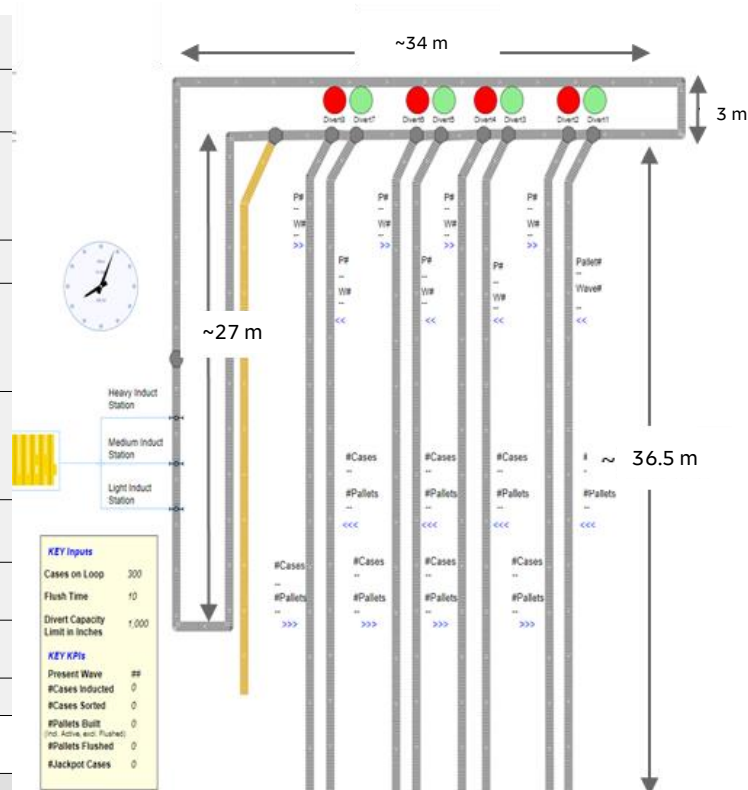 ~34 m
3 m
Divert8
Divert7
Divert6
Divert5
Divert4
Divert3
Divert2
Divert1
P#
--
W#
--
>>
P#
--
W#
--
>>
P#
--
W#
--
>>
P#
--
W#
--
>>
P#
--
W#
--
<<
P#
--
W#
--
<<
P#
--
W#
--
<<
Pallet#
--
Wave#
--
<<
~27 m
Heavy Induct
Station
Medium Induct
Station
Light Induct
Station
#Cases
--
#Pallets
--
<<<
#Cases
--
#Pallets
--
<<<
#Cases
--
#Pallets
--
<<<
~ 36.5 m
#Pallets
--
<<<
#Cases
--
#Pallets
--
>>>
#Cases
--
#Pallets
--
>>>
#Cases
--
#Pallets
--
>>>
#Cases
--
#Pallets
--
>>>
KEY Inputs
Cases on Loop 300
Flush Time 10
Divert Capacity
Limit in Inches 1,000
KEY KPIs
Present Wave ##
#Cases Inducted 0
#Cases Sorted 0
#Pallets Built 0
(incl. Active, excl. Flushed)
#Pallets Flushed 0
#Jackpot Cases 0